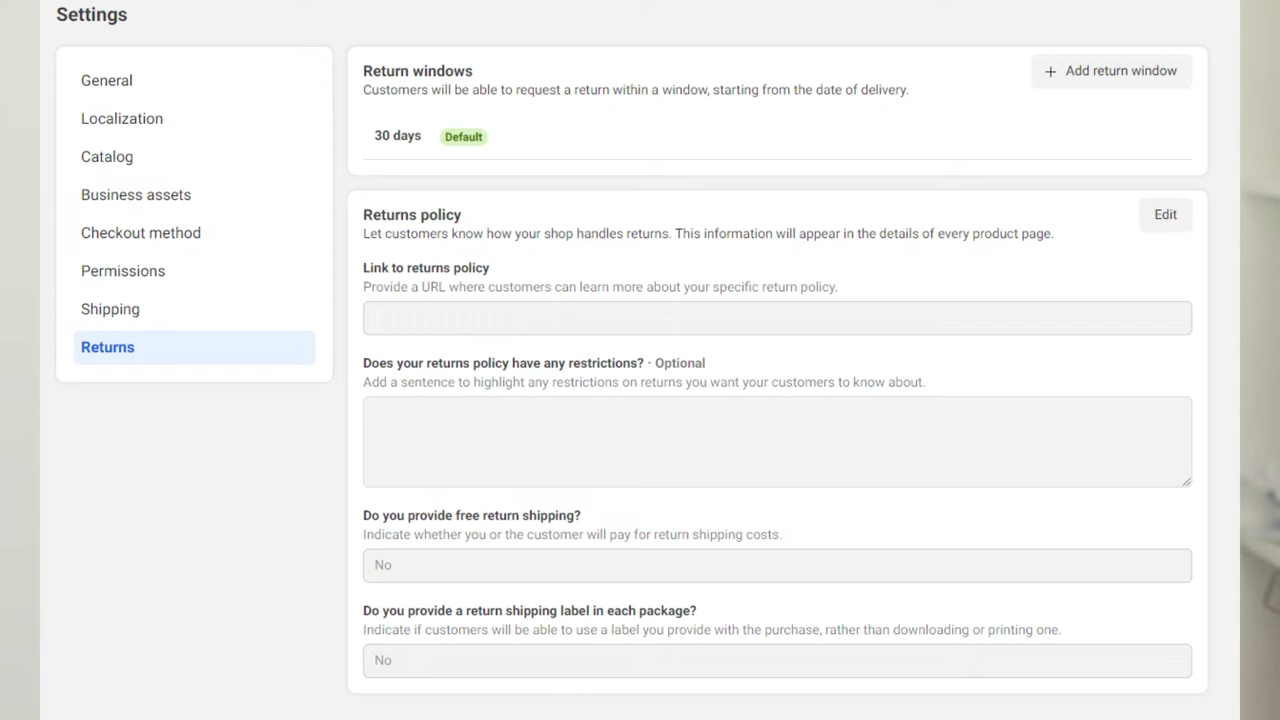 Settings
General
Localization
Catalog
Business assets
Checkout method
Permissions
Shipping
Returns
Return windows
+ Add return window
Customers will be able to request a return within a window, starting from the date of delivery.
30 days Default
Returns policy
Edit
Let customers know how your shop handles returns. This information will appear in the details of every product page.
Link to returns policy
Provide a URL where customers can learn more about your specific return policy.
Does your returns policy have any restrictions? · Optional
Add a sentence to highlight any restrictions on returns you want your customers to know about.
Do you provide free return shipping?
Indicate whether you or the customer will pay for return shipping costs.
No
Do you provide a return shipping label in each package?
Indicate if customers will be able to use a label you provide with the purchase, rather than downloading or printing one.
No